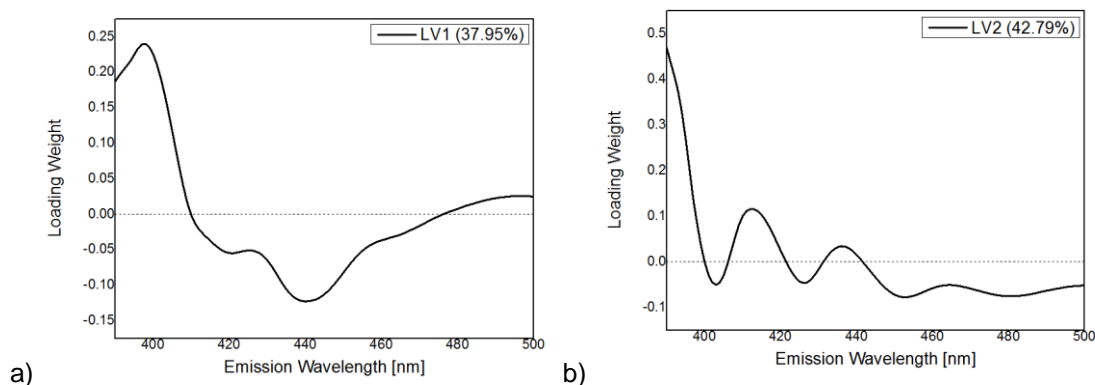 LV1 (37.95%)
0.25
0.20
0.15
0.10
0.05
0.00
-0.05
-0.10
-0.15
Loading Weight
400 420 440 460 480 500
Emission Wavelength [nm]
a)
LV2 (42.79%)
0.5
0.4
0.3
0.2
0.1
0.0
-0.1
Loading Weight
400 420 440 460 480 500
Emission Wavelength [nm]
b)